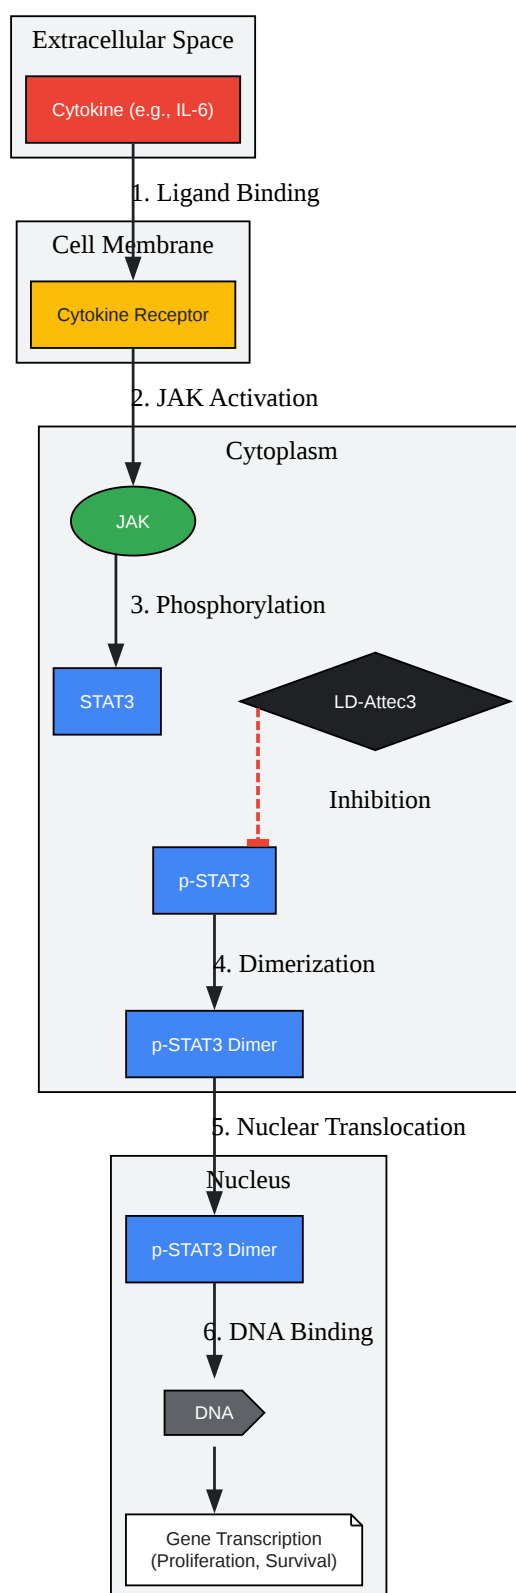 Extracellular Space
Cytokine (e.g., IL-6)
1. Ligand Binding
Cell Membrane
Cytokine Receptor
2. JAK Activation
Cytoplasm
JAK
3. Phosphorylation
STAT3
LD-Attec3
Inhibition
p-STAT3
4. Dimerization
p-STAT3 Dimer
5. Nuclear Translocation
Nucleus
p-STAT3 Dimer
6. DNA Binding
DNA
Gene Transcription
(Proliferation, Survival)